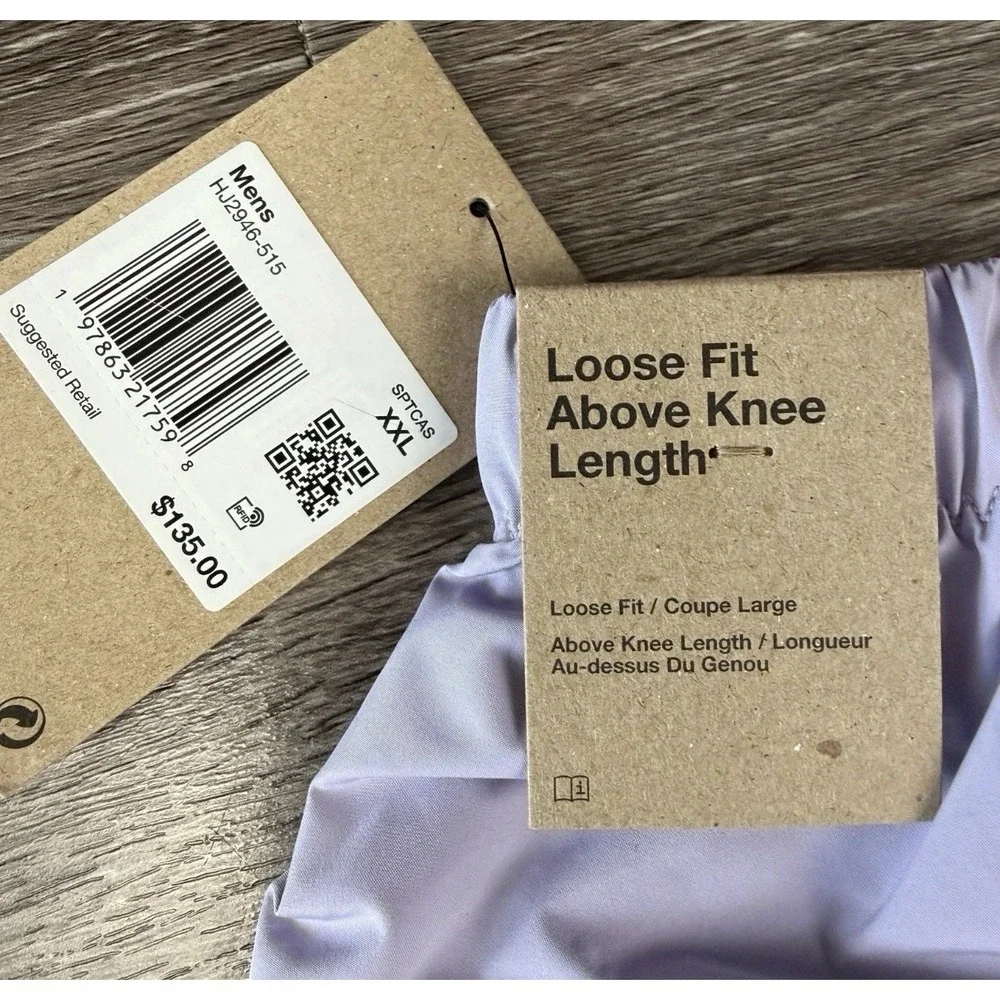 Mens
HJ2946-515
1 97863 21759 8
Suggested Retail
SPTCAS
XXL
RFID
$135.00
Loose Fit
Above Knee
Length
Loose Fit / Coupe Large
Above Knee Length / Longueur
Au-dessus Du Genou
i